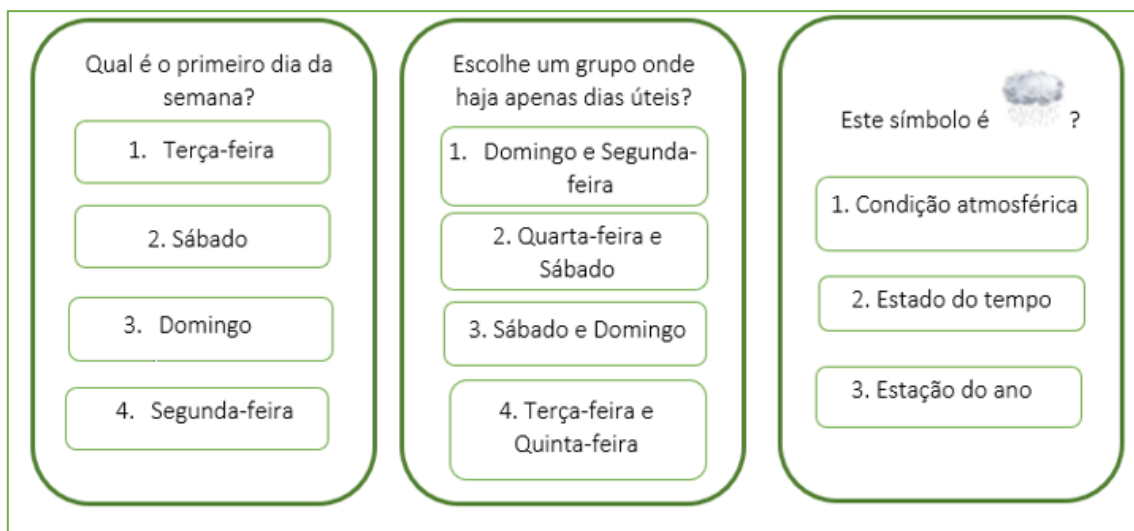 Qual é o primeiro dia da
semana?
1. Terça-feira
2. Sábado
3. Domingo
4. Segunda-feira
Escolhe um grupo onde
haja apenas dias úteis?
1. Domingo e Segunda-
feira
2. Quarta-feira e
Sábado
3. Sábado e Domingo
4. Terça-feira e
Quinta-feira
Este símbolo é ?
1. Condição atmosférica
2. Estado do tempo
3. Estação do ano